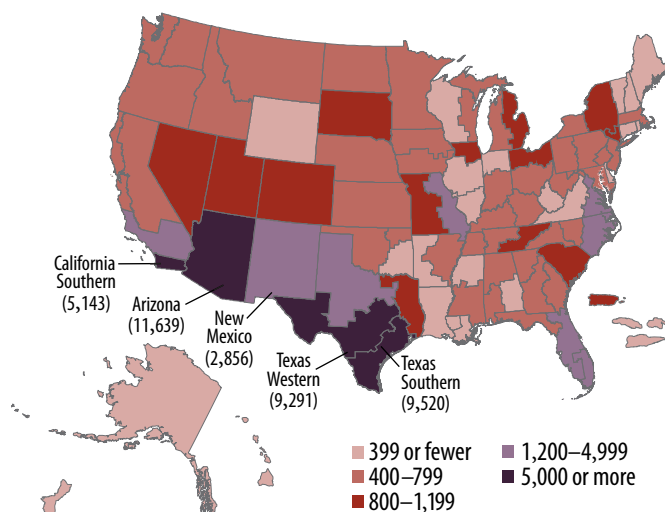 California
Southern
(5,143)
Arizona
(11,639)
New
Mexico
(2,856)
Texas
Western
(9,291)
Texas
Southern
(9,520)
399 or fewer
400–799
800–1,199
1,200–4,999
5,000 or more